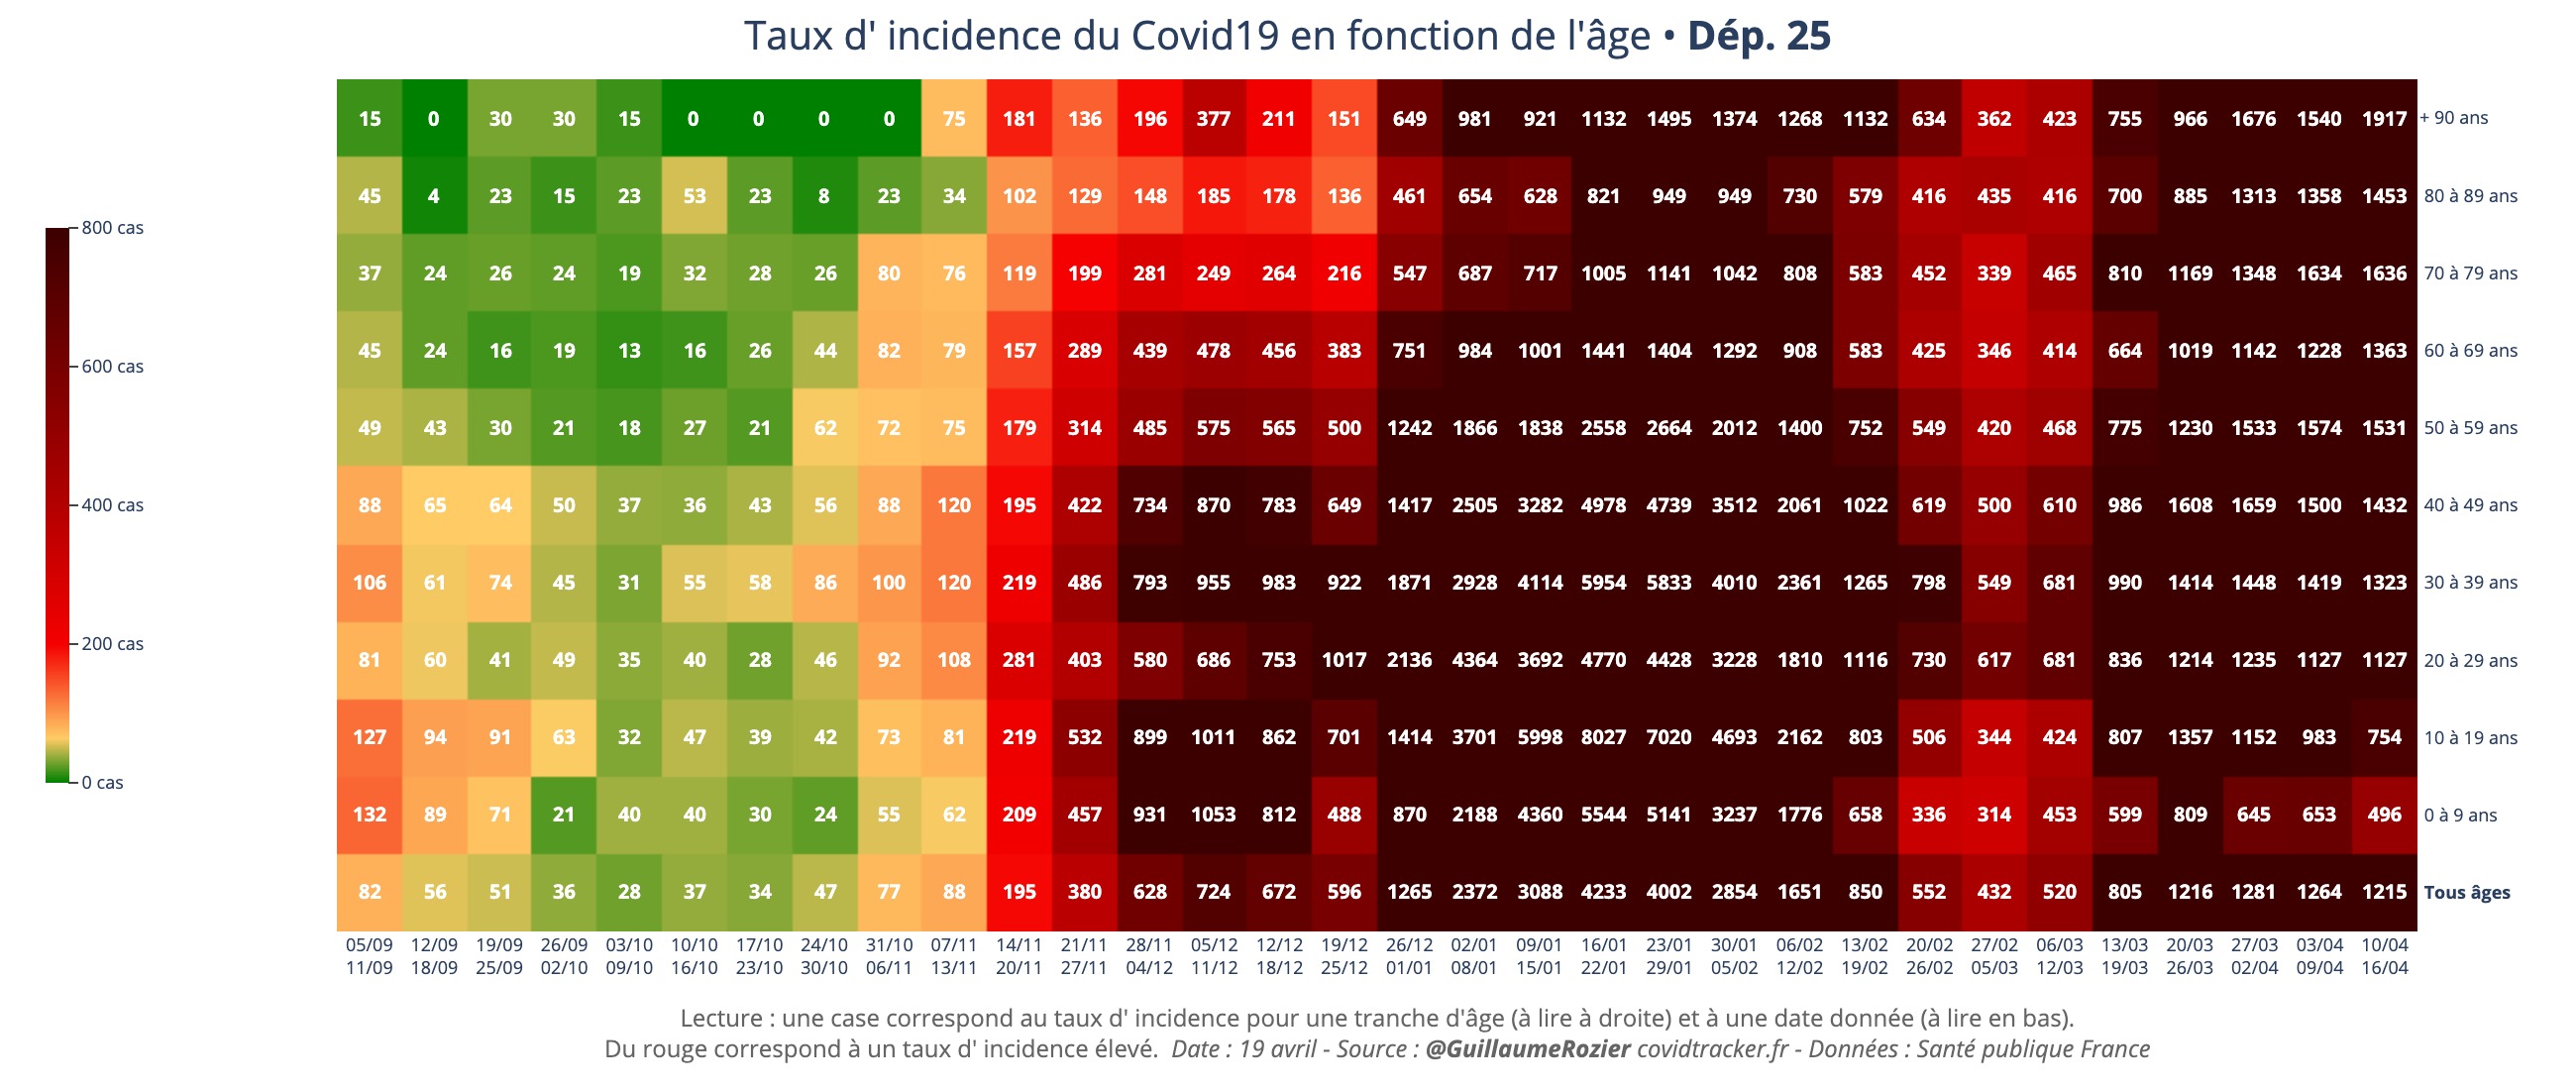 Taux d' incidence du Covid19 en fonction de l'âge • Dép. 25
800 cas
600 cas
400 cas
200 cas
0 cas
15 0 30 30 15 0 0 0 0 75 181 136 196 377 211 151 649 981 921 1132 1495 1374 1268 1132 634 362 423 755 966 1676 1540 1917 + 90 ans
45 4 23 15 23 53 23 8 23 34 102 129 148 185 178 136 461 654 628 821 949 949 730 579 416 435 416 700 885 1313 1358 1453 80 à 89 ans
37 24 26 24 19 32 28 26 80 76 119 199 281 249 264 216 547 687 717 1005 1141 1042 808 583 452 339 465 810 1169 1348 1634 1636 70 à 79 ans
45 24 16 19 13 16 26 44 82 79 157 289 439 478 456 383 751 984 1001 1441 1404 1292 908 583 425 346 414 664 1019 1142 1228 1363 60 à 69 ans
49 43 30 21 18 27 21 62 72 75 179 314 485 575 565 500 1242 1866 1838 2558 2664 2012 1400 752 549 420 468 775 1230 1533 1574 1531 50 à 59 ans
88 65 64 50 37 36 43 56 88 120 195 422 734 870 783 649 1417 2505 3282 4978 4739 3512 2061 1022 619 500 610 986 1608 1659 1500 1432 40 à 49 ans
106 61 74 45 31 55 58 86 100 120 219 486 793 955 983 922 1871 2928 4114 5954 5833 4010 2361 1265 798 549 681 990 1414 1448 1419 1323 30 à 39 ans
81 60 41 49 35 40 28 46 92 108 281 403 580 686 753 1017 2136 4364 3692 4770 4428 3228 1810 1116 730 617 681 836 1214 1235 1127 1127 20 à 29 ans
127 94 91 63 32 47 39 42 73 81 219 532 899 1011 862 701 1414 3701 5998 8027 7020 4693 2162 803 506 344 424 807 1357 1152 983 754 10 à 19 ans
132 89 71 21 40 40 30 24 55 62 209 457 931 1053 812 488 870 2188 4360 5544 5141 3237 1776 658 336 314 453 599 809 645 653 496 0 à 9 ans
82 56 51 36 28 37 34 47 77 88 195 380 628 724 672 596 1265 2372 3088 4233 4002 2854 1651 850 552 432 520 805 1216 1281 1264 1215 Tous âges
05/09 12/09 19/09 26/09 03/10 10/10 17/10 24/10 31/10 07/11 14/11 21/11 28/11 05/12 12/12 19/12 26/12 02/01 09/01 16/01 23/01 30/01 06/02 13/02 20/02 27/02 06/03 13/03 20/03 27/03 03/04 10/04
11/09 18/09 25/09 02/10 09/10 16/10 23/10 30/10 06/11 13/11 20/11 27/11 04/12 11/12 18/12 25/12 01/01 08/01 15/01 22/01 29/01 05/02 12/02 19/02 26/02 05/03 12/03 19/03 26/03 02/04 09/04 16/04
Lecture : une case correspond au taux d' incidence pour une tranche d'âge (à lire à droite) et à une date donnée (à lire en bas).
Du rouge correspond à un taux d' incidence élevé. Date : 19 avril - Source : @GuillaumeRozier covidtracker.fr - Données : Santé publique France